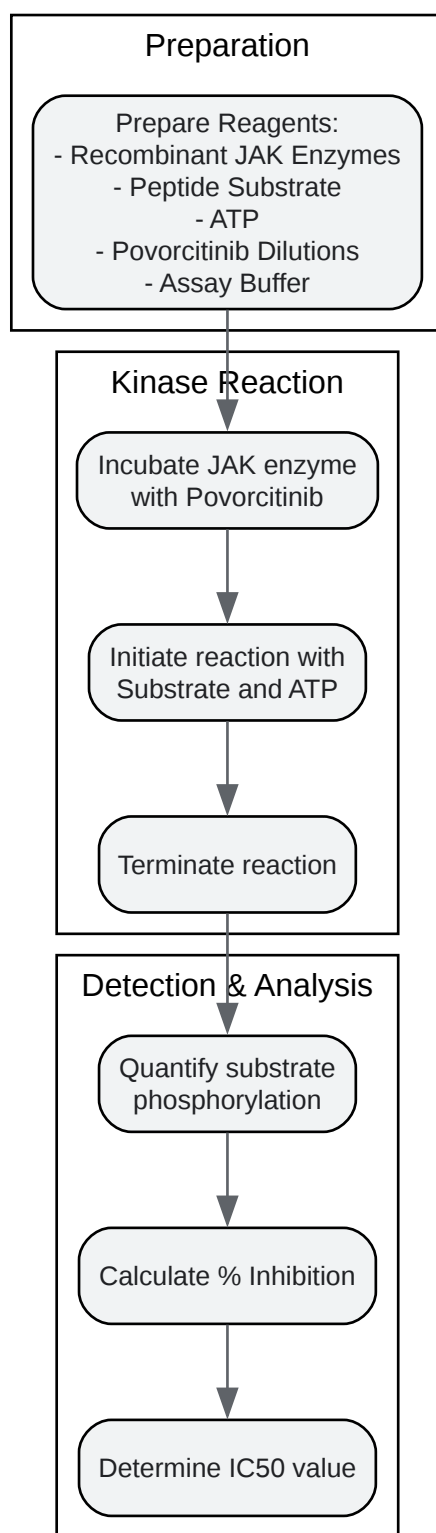 Preparation
Prepare Reagents:
- Recombinant JAK Enzymes
- Peptide Substrate
- ATP
- Povorcitinib Dilutions
- Assay Buffer
Kinase Reaction
Incubate JAK enzyme
with Povorcitinib
Initiate reaction with
Substrate and ATP
Terminate reaction
Detection & Analysis
Quantify substrate
phosphorylation
Calculate % Inhibition
Determine IC50 value